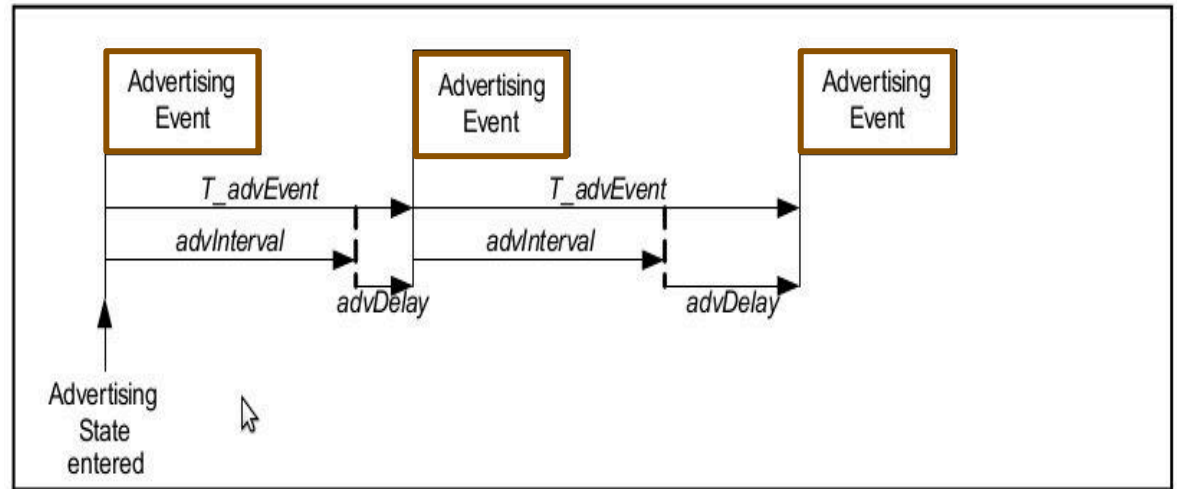 Advertising
Event
Advertising
Event
Advertising
Event
T_advEvent
T_advEvent
advInterval
advInterval
advDelay
advDelay
Advertising
State
entered